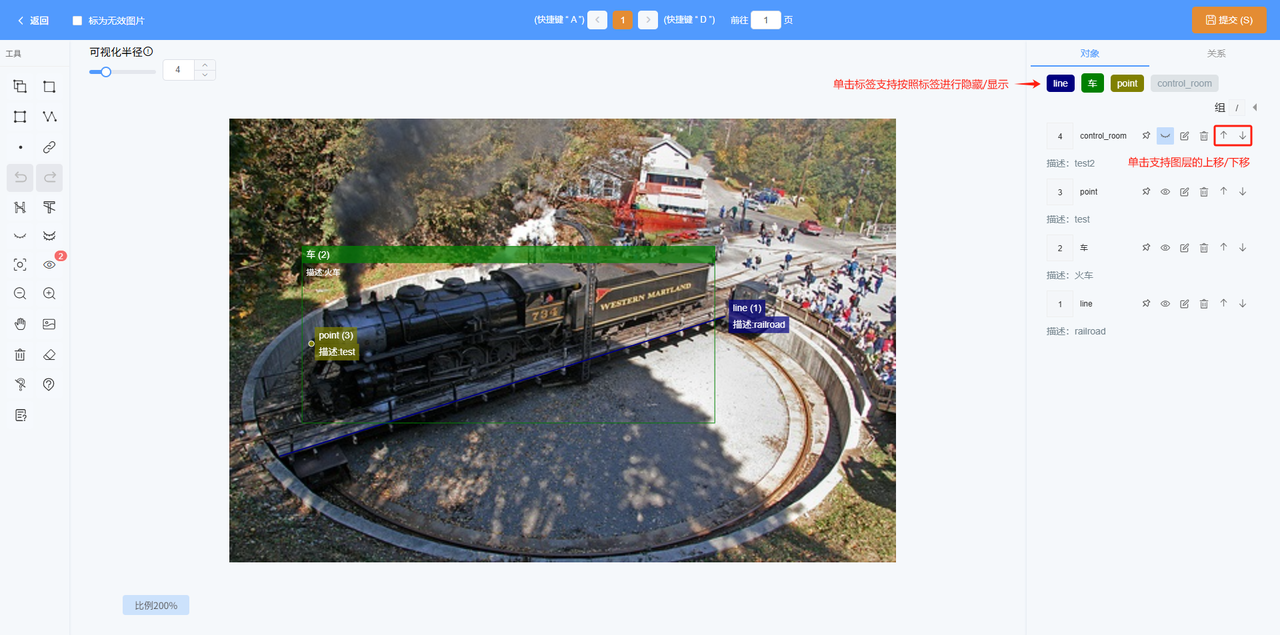 返回
标为无效图片
(快捷键 " A ")
1
(快捷键 " D ")
前往 1 页
提交 (S)
工具
可视化半径
4
2
对象
关系
单击标签支持按照标签进行隐藏/显示
line
车
point
control_room
组 /
4 control_room
描述: test2
单击支持图层的上移/下移
3 point
描述: test
2 车
描述: 火车
1 line
描述: railroad
车 (2)
描述:火车
WESTERN MARYLAND
794
line (1)
描述:railroad
point (3)
描述:test
比例200%